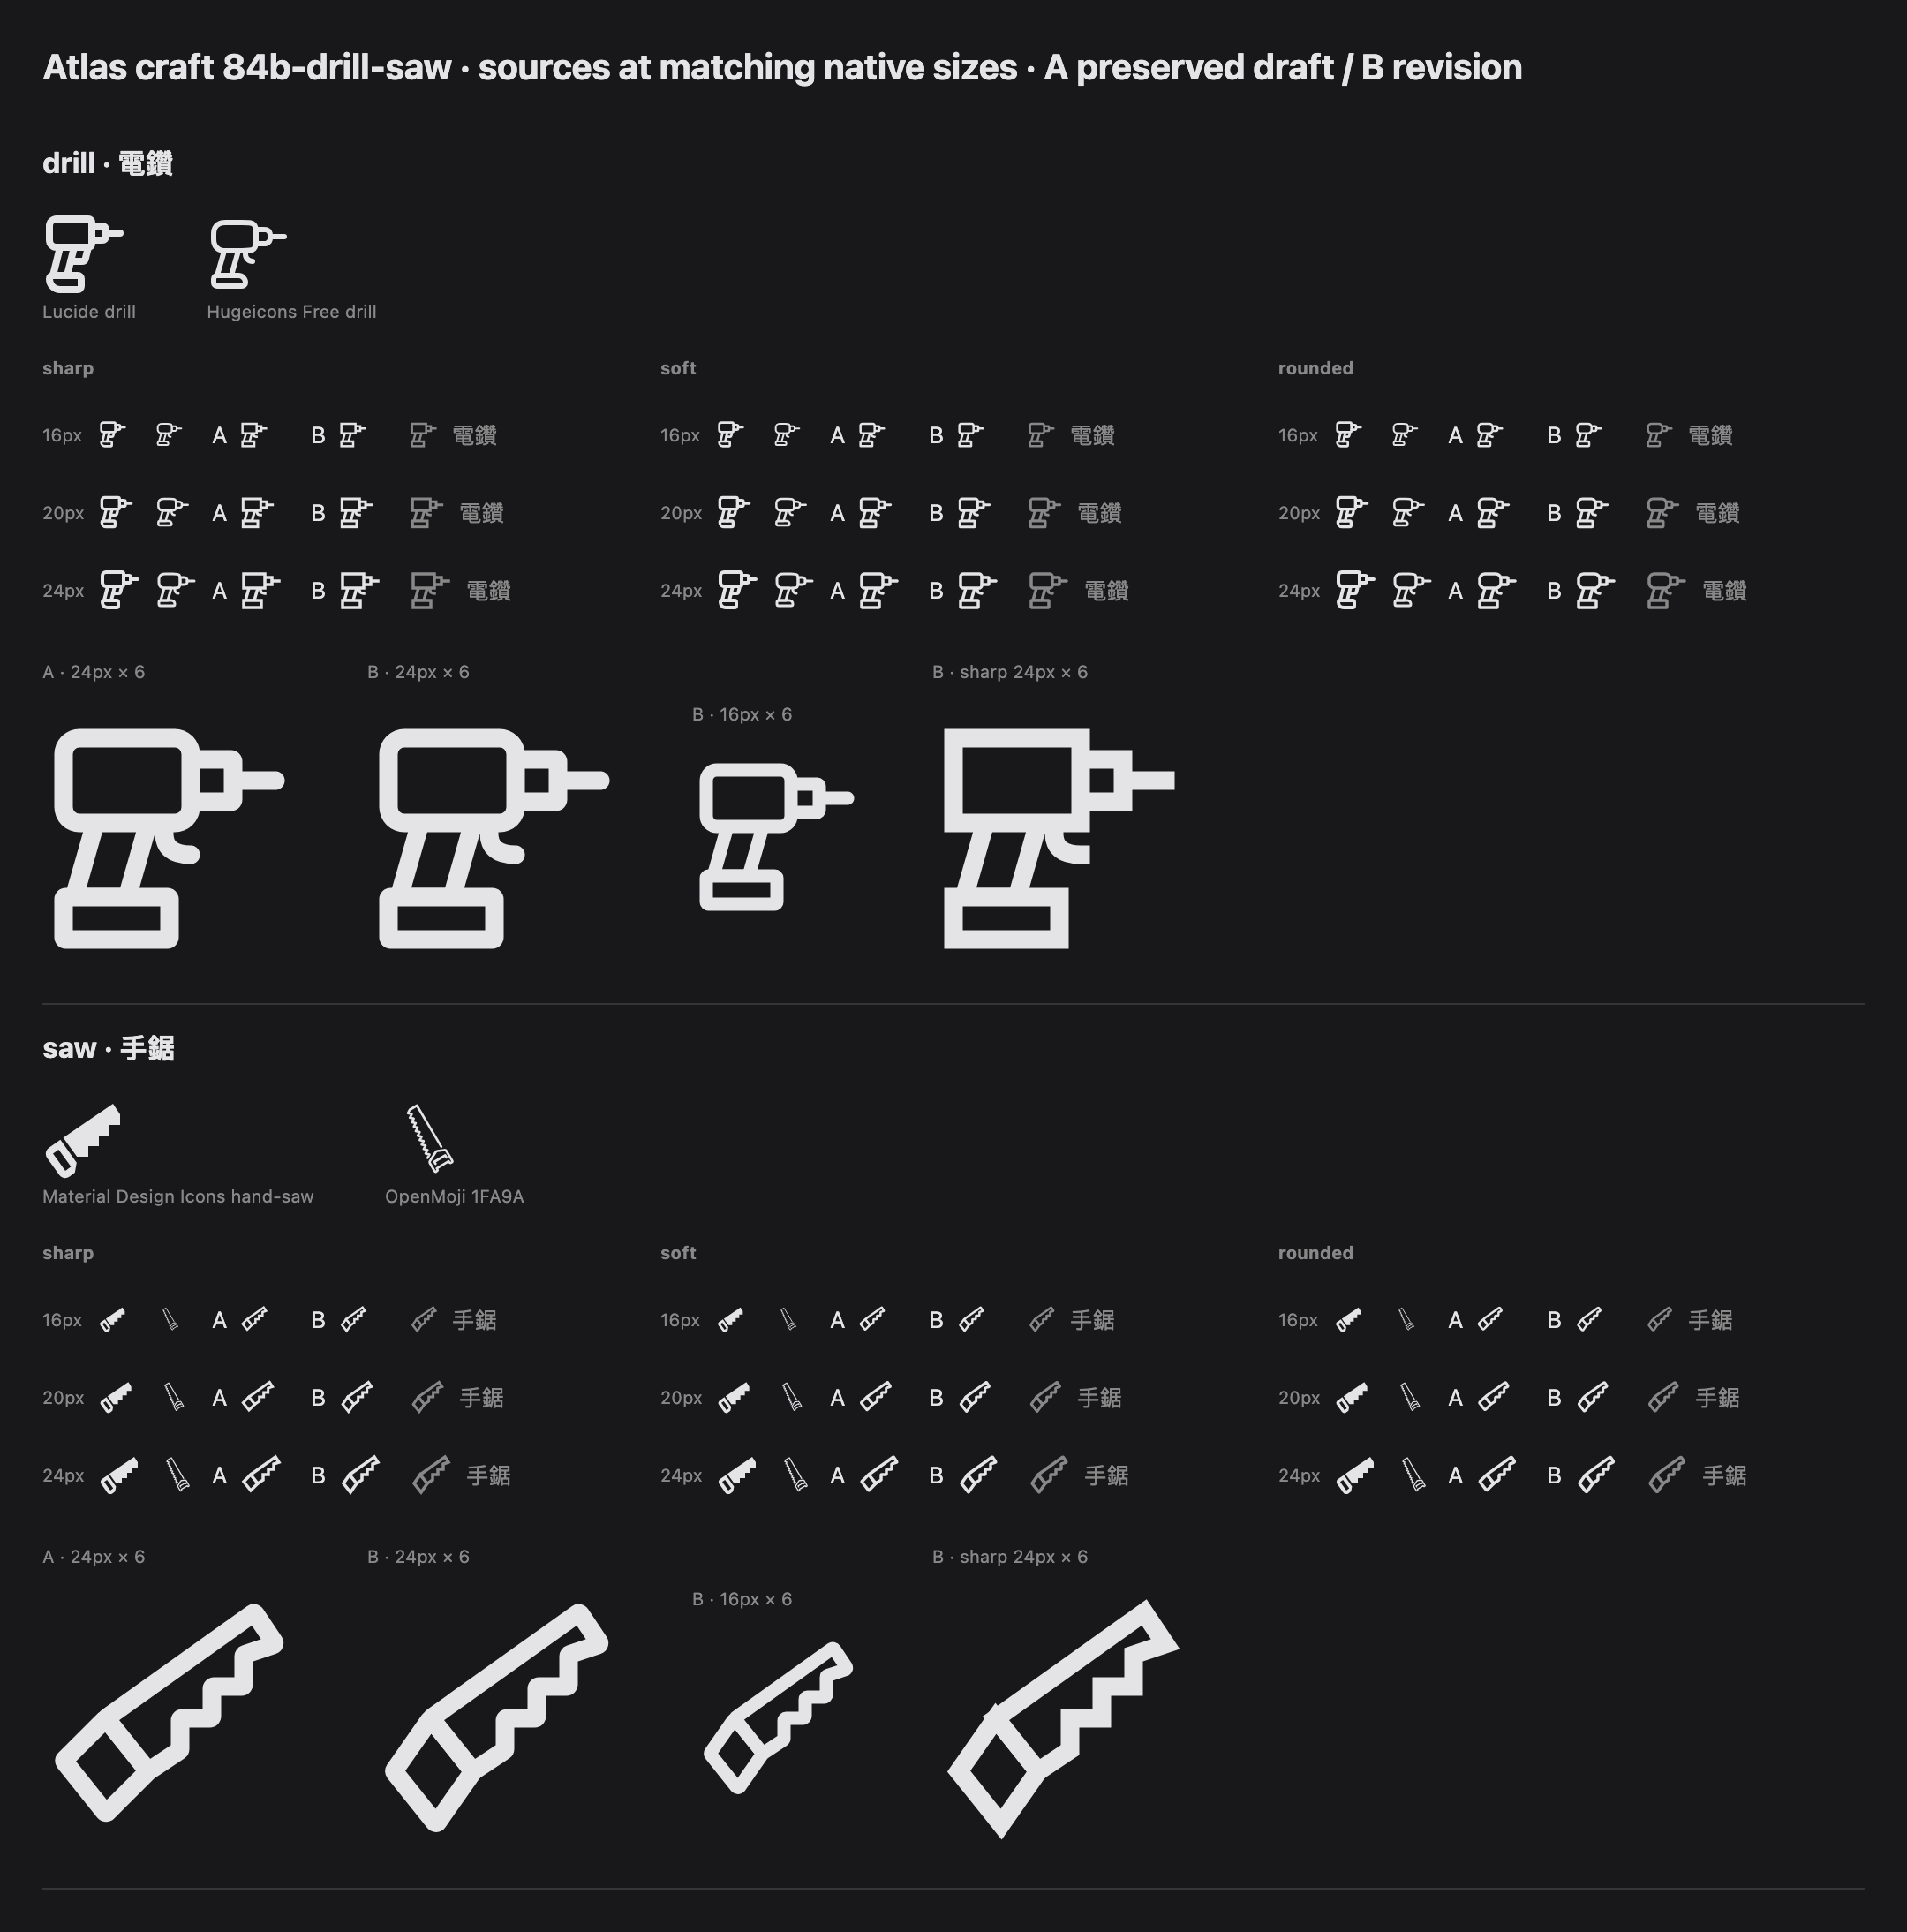 Atlas craft 84b-drill-saw · sources at matching native sizes · A preserved draft / B revision
drill · 電鑽
Lucide drill
Hugeicons Free drill
sharp
soft
rounded
16px A B 電鑽
16px A B 電鑽
16px A B 電鑽
20px A B 電鑽
20px A B 電鑽
20px A B 電鑽
24px A B 電鑽
24px A B 電鑽
24px A B 電鑽
A · 24px × 6
B · 24px × 6
B · 16px × 6
B · sharp 24px × 6
saw · 手鋸
Material Design Icons hand-saw
OpenMoji 1FA9A
sharp
soft
rounded
16px A B 手鋸
16px A B 手鋸
16px A B 手鋸
20px A B 手鋸
20px A B 手鋸
20px A B 手鋸
24px A B 手鋸
24px A B 手鋸
24px A B 手鋸
A · 24px × 6
B · 24px × 6
B · 16px × 6
B · sharp 24px × 6